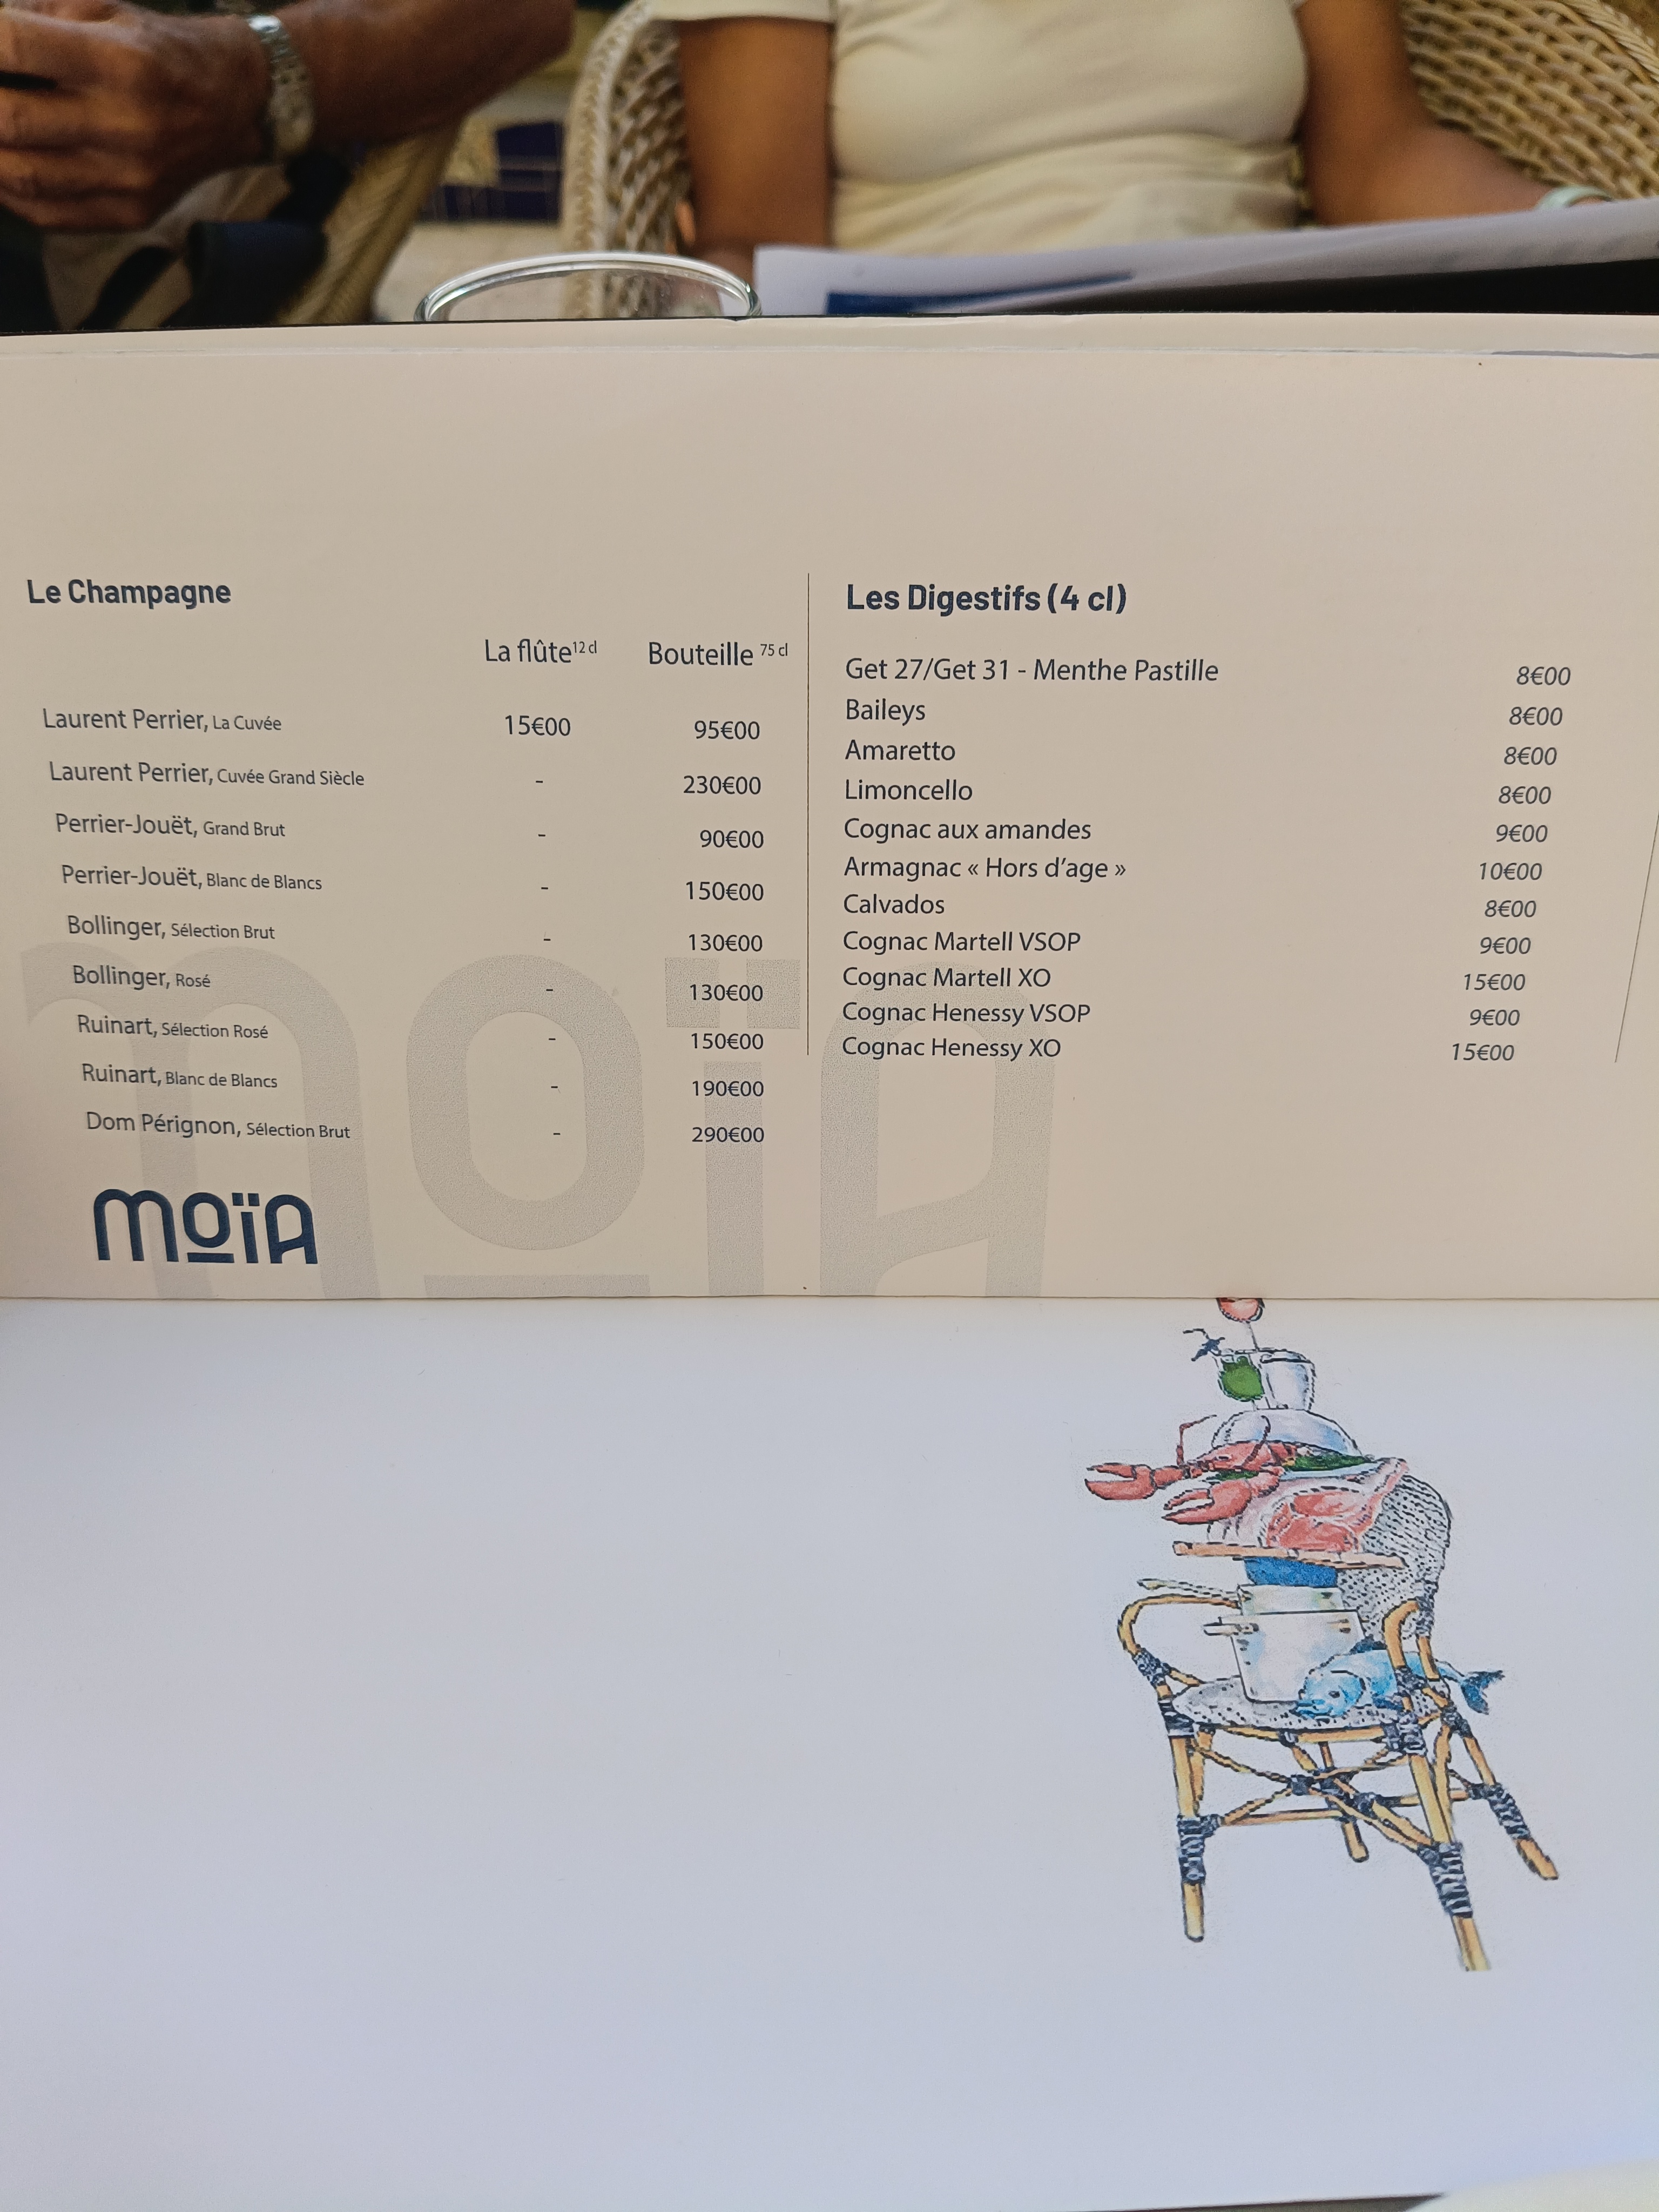 Le Champagne
La flûte 12 cl Bouteille 75 cl
Laurent Perrier, La Cuvée 15€00 95€00
Laurent Perrier, Cuvée Grand Siècle - 230€00
Perrier-Jouët, Grand Brut - 90€00
Perrier-Jouët, Blanc de Blancs - 150€00
Bollinger, Sélection Brut - 130€00
Bollinger, Rosé - 130€00
Ruinart, Sélection Rosé - 150€00
Ruinart, Blanc de Blancs - 190€00
Dom Pérignon, Sélection Brut - 290€00
moïA
moïA
Les Digestifs (4 cl)
Get 27/Get 31 - Menthe Pastille 8€00
Baileys 8€00
Amaretto 8€00
Limoncello 8€00
Cognac aux amandes 9€00
Armagnac « Hors d’age » 10€00
Calvados 8€00
Cognac Martell VSOP 9€00
Cognac Martell XO 15€00
Cognac Henessy VSOP 9€00
Cognac Henessy XO 15€00